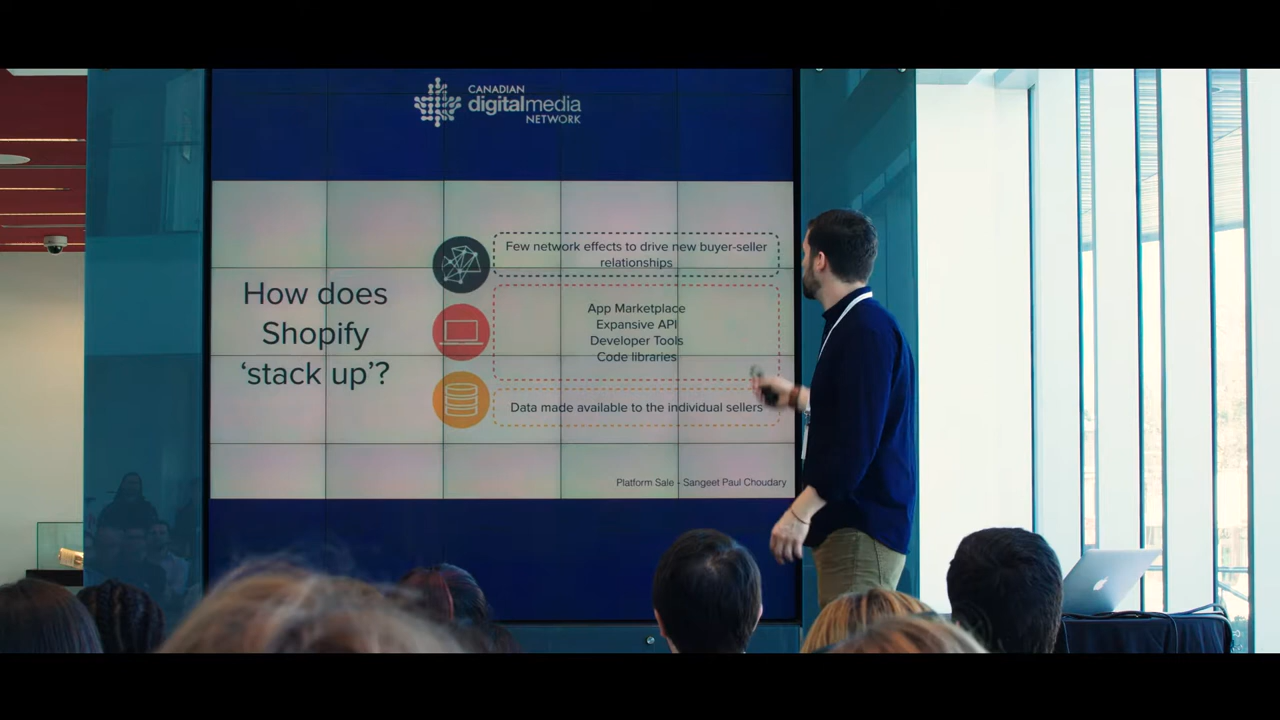 CANADIAN
digitalmedia
NETWORK
How does
Shopify
‘stack up’?
Few network effects to drive new buyer-seller
relationships
App Marketplace
Expansive API
Developer Tools
Code libraries
Data made available to the individual sellers
Platform Sale - Sangeet Paul Choudary